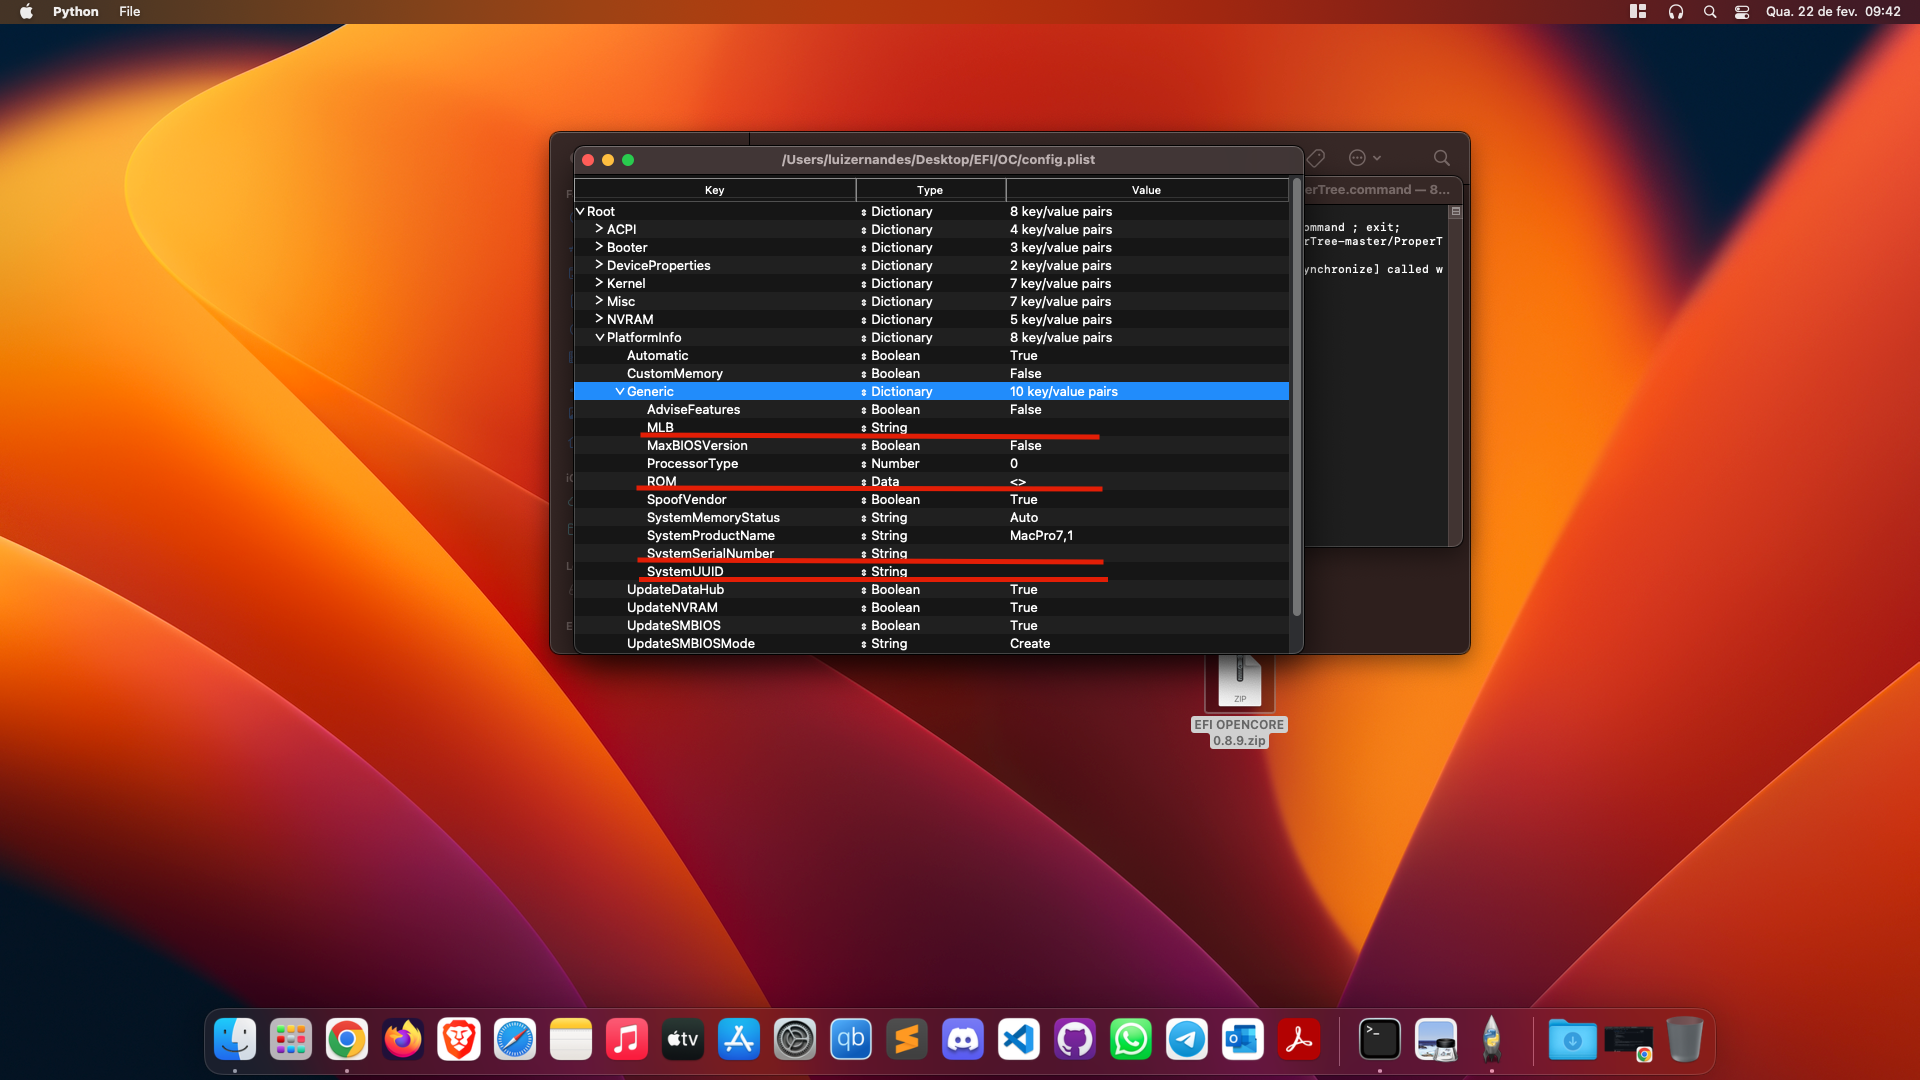 Python File Qua. 22 de fev. 09:42
/Users/luizernandes/Desktop/EFI/OC/config.plist
Key Type Value
Root Dictionary 8 key/value pairs
ACPI Dictionary 4 key/value pairs
Booter Dictionary 3 key/value pairs
DeviceProperties Dictionary 2 key/value pairs
Kernel Dictionary 7 key/value pairs
Misc Dictionary 7 key/value pairs
NVRAM Dictionary 5 key/value pairs
PlatformInfo Dictionary 8 key/value pairs
Automatic Boolean True
CustomMemory Boolean False
Generic Dictionary 10 key/value pairs
AdviseFeatures Boolean False
MLB String
MaxBIOSVersion Boolean False
ProcessorType Number 0
ROM Data <>
SpoofVendor Boolean True
SystemMemoryStatus String Auto
SystemProductName String MacPro7,1
SystemSerialNumber String
SystemUUID String
UpdateDataHub Boolean True
UpdateNVRAM Boolean True
UpdateSMBIOS Boolean True
UpdateSMBIOSMode String Create
erTree.command — 8...
ommand ; exit;
rTree-master/ProperT
ynchronize] called w
ZIP
EFI OPENCORE
0.8.9.zip
tv
qb
>_